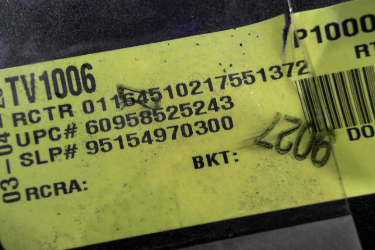 TV1006
RCTR 01164510217551372
UPC# 60958525243
SLP# 95154970300
03 - 04
BKT:
RCRA:
P1000
RT
DO
9027